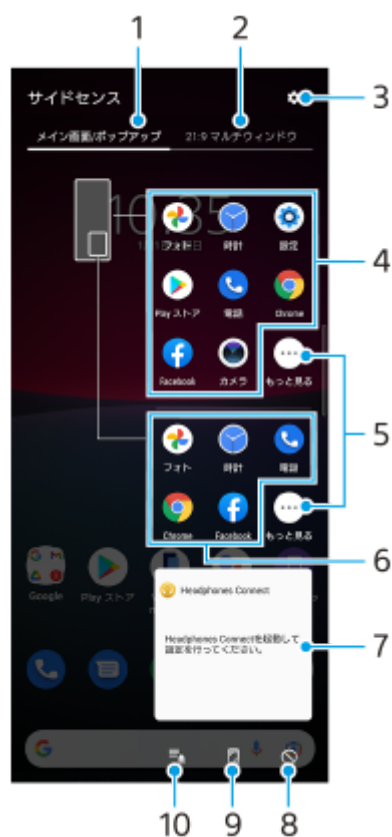 1
2
サイドセンス
3
メイン画面/ポップアップ
21:9 マルチウィンドウ
フォト
時計
設定
4
Play ストア
電話
Chrome
Facebook
カメラ
もっと見る
5
フォト
時計
電話
Chrome
Facebook
もっと見る
6
Google
Play ストア
Headphones Connect
Headphones Connectを起動して
設定を行ってください。
7
10
9
8